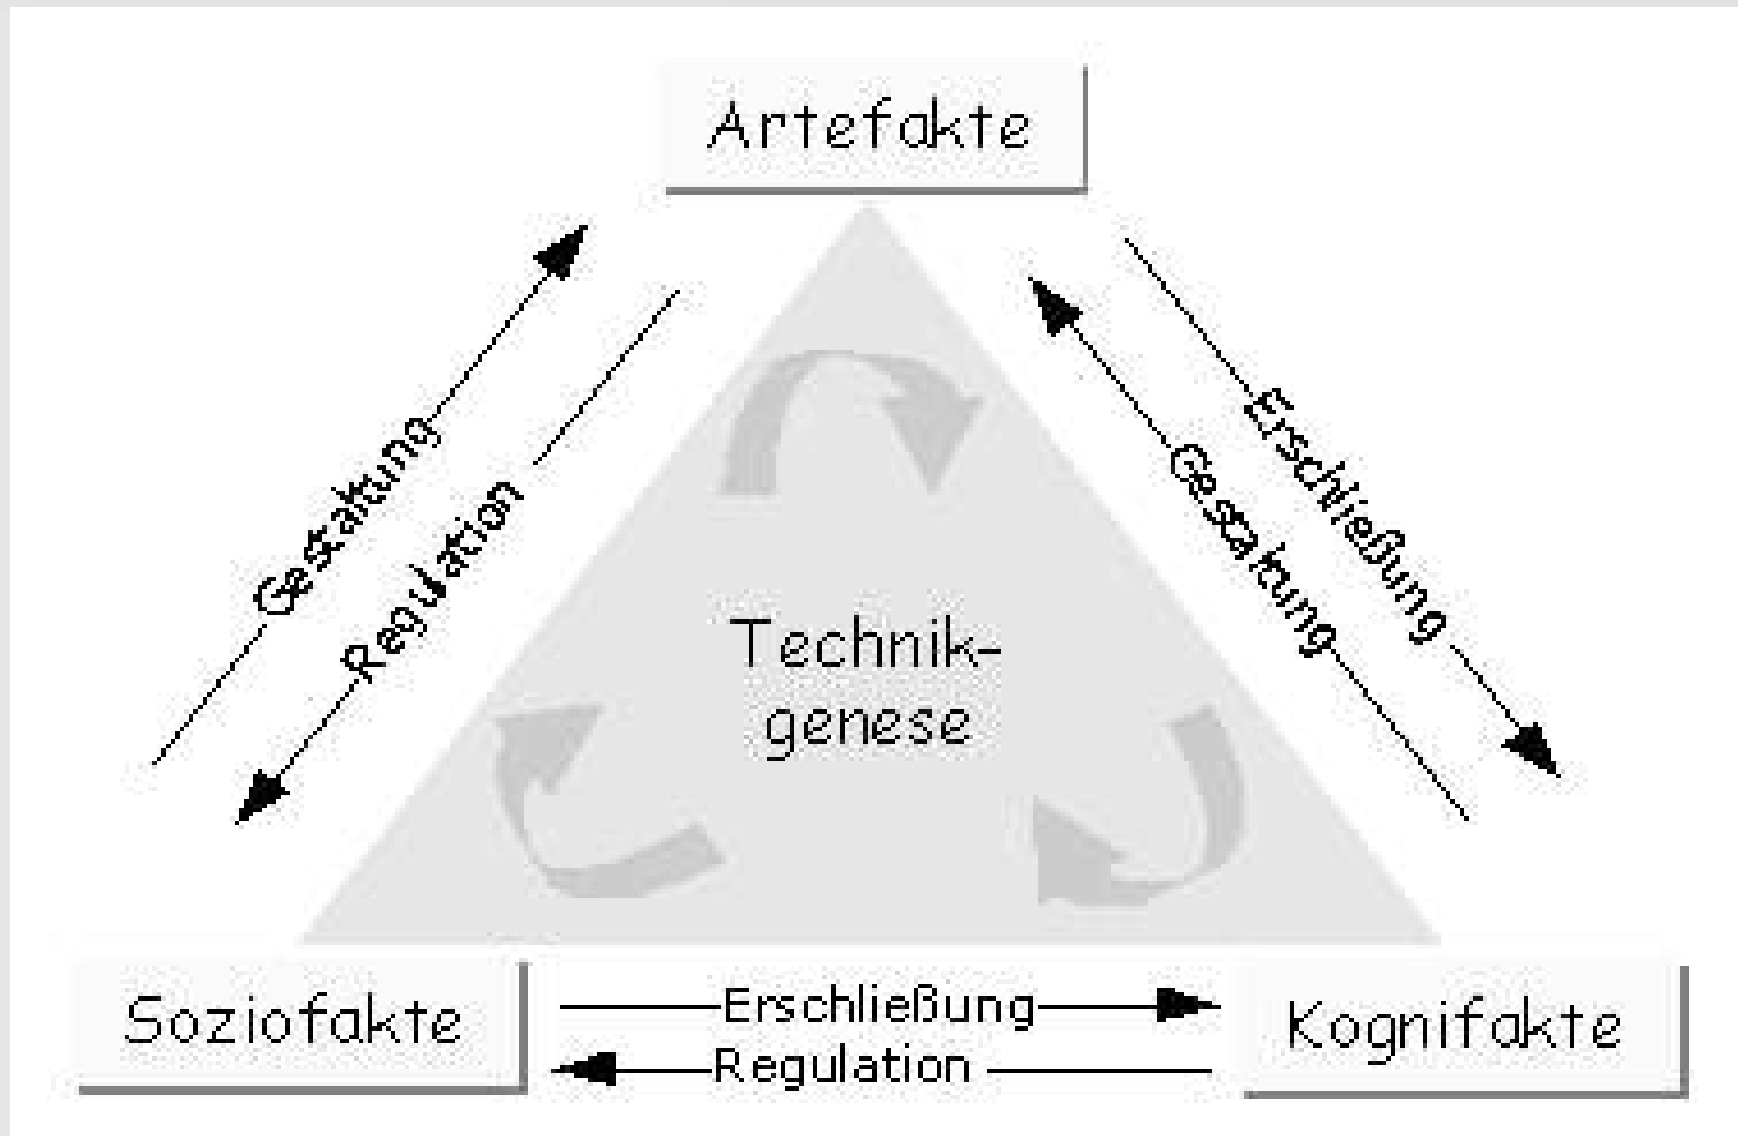 Artefakte
Gestaltung
Regulation
Gestaltung
Erschließung
Technik-
genese
Soziofakte
Erschließung
Regulation
Kognifakte